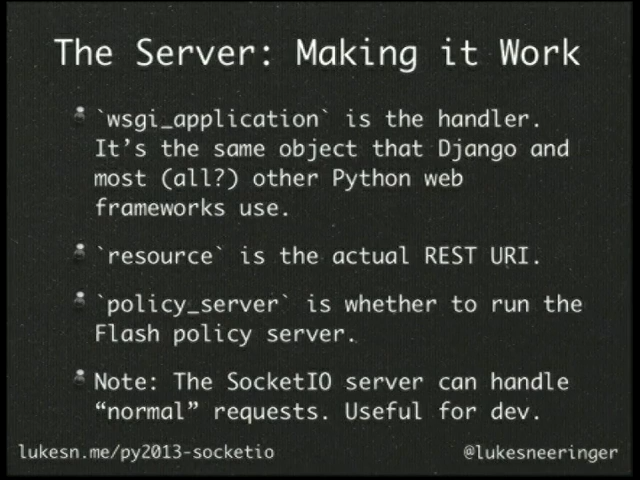 The Server: Making it Work
`wsgi_application` is the handler.
It's the same object that Django and
most (all?) other Python web
frameworks use.
`resource` is the actual REST URI.
`policy_server` is whether to run the
Flash policy server.
Note: The SocketIO server can handle
“normal” requests. Useful for dev.
lukesn.me/py2013-socketio
@lukesneeringer